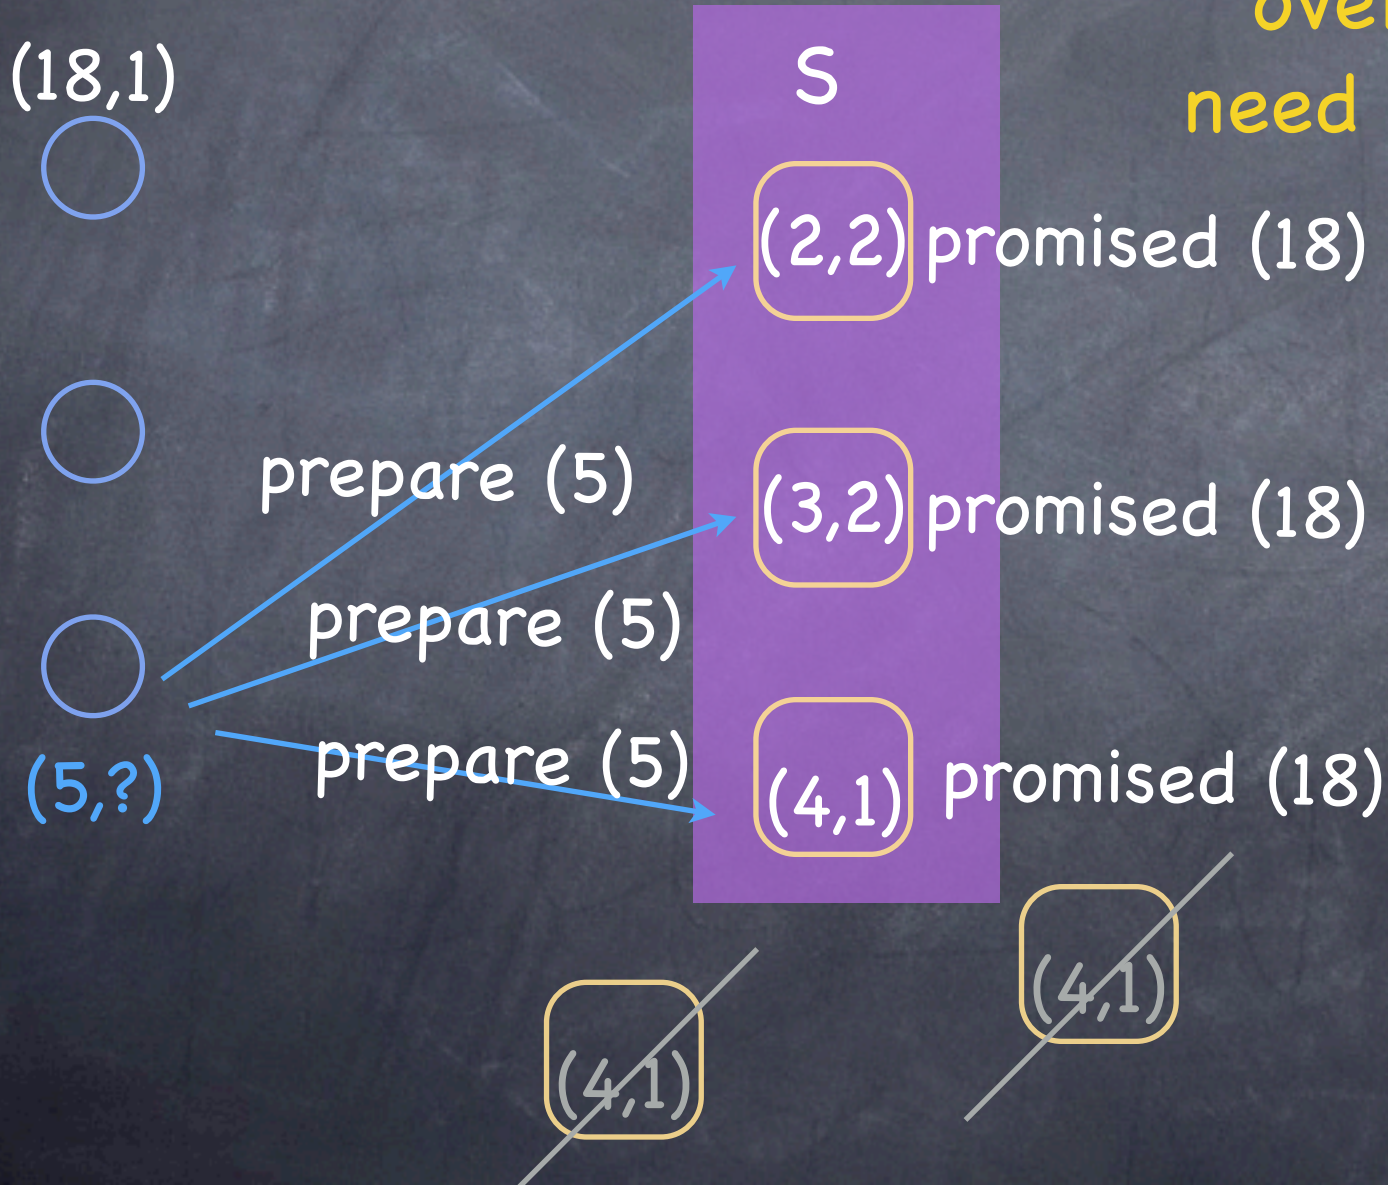 (18,1)
S
need
(2,2) promised (18)
prepare (5)
(3,2) promised (18)
prepare (5)
prepare (5)
(5,?)
(4,1) promised (18)
(4,1)
(4,1)